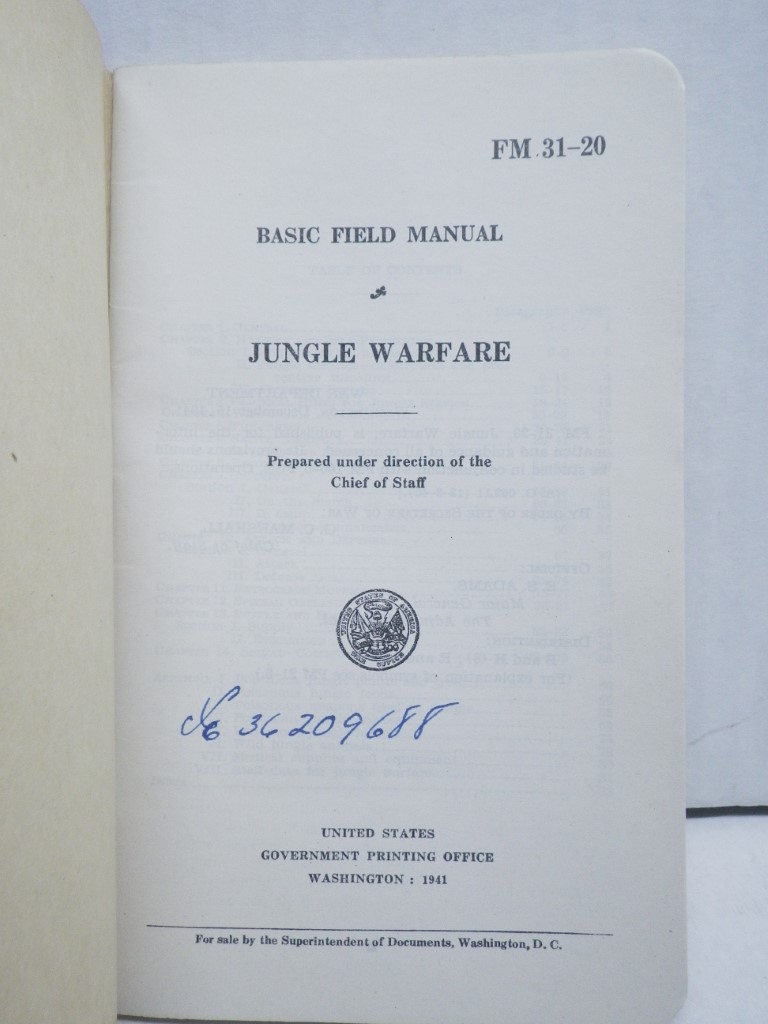 FM 31-20
BASIC FIELD MANUAL
JUNGLE WARFARE
Prepared under direction of the
Chief of Staff
36209688
UNITED STATES
GOVERNMENT PRINTING OFFICE
WASHINGTON : 1941
For sale by the Superintendent of Documents, Washington, D. C.